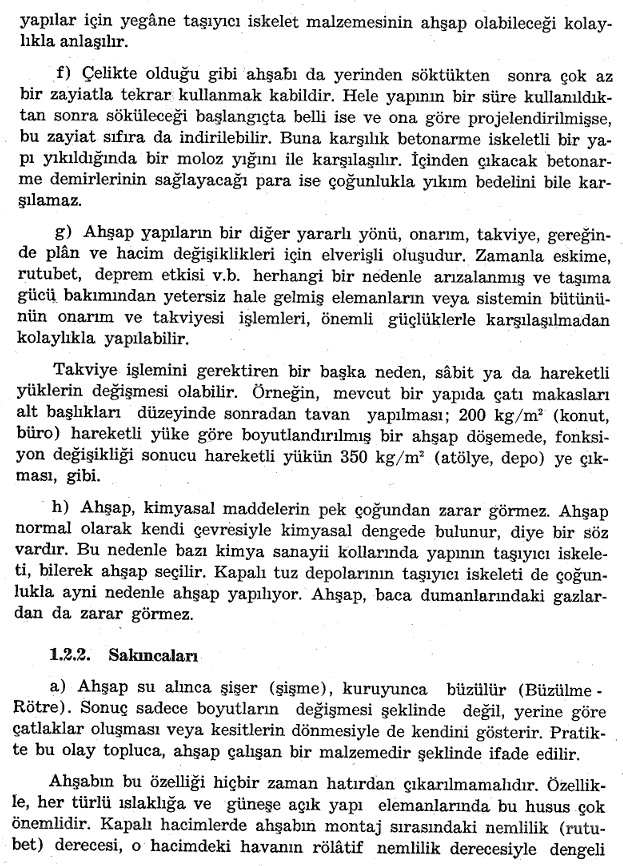 yapılar için yegâne taşıyıcı iskelet malzemesinin ahşap olabileceği kolay-
lıkla anlaşılır.
f) Çelikte olduğu gibi ahşabı da yerinden söktükten sonra çok az
bir zayiatla tekrar kullanmak kabildir. Hele yapının bir süre kullanıldık-
tan sonra söküleceği başlangıçta belli ise ve ona göre projelendirilmişse,
bu zayiat sıfıra da indirilebilir. Buna karşılık betonarme iskeletli bir ya-
pı yıkıldığında bir moloz yığını ile karşılaşılır. İçinden çıkacak betonar-
me demirlerinin sağlayacağı para ise çoğunlukla yıkım bedelini bile kar-
şılamaz.
g) Ahşap yapıların bir diğer yararlı yönü, onarım, takviye, gereğin-
de plân ve hacim değişiklikleri için elverişli oluşudur. Zamanla eskime,
rutubet, deprem etkisi v.b. herhangi bir nedenle arızalanmış ve taşıma
gücü bakımından yetersiz hale gelmiş elemanların veya sistemin bütünü-
nün onarım ve takviyesi işlemleri, önemli güçlüklerle karşılaşılmadan
kolaylıkla yapılabilir.
Takviye işlemini gerektiren bir başka neden, sâbit ya da hareketli
yüklerin değişmesi olabilir. Örneğin, mevcut bir yapıda çatı makasları
alt başlıkları düzeyinde sonradan tavan yapılması; 200 kg/m² (konut,
büro) hareketli yüke göre boyutlandırılmış bir ahşap döşemede, fonksi-
yon değişikliği sonucu hareketli yükün 350 kg/m² (atölye, depo) ye çık-
ması, gibi.
h) Ahşap, kimyasal maddelerin pek çoğundan zarar görmez. Ahşap
normal olarak kendi çevresiyle kimyasal dengede bulunur, diye bir söz
vardır. Bu nedenle bazı kimya sanayii kollarında yapının taşıyıcı iskele-
ti, bilerek ahşap seçilir. Kapalı tuz depolarının taşıyıcı iskeleti de çoğun-
lukla ayni nedenle ahşap yapılıyor. Ahşap, baca dumanlarındaki gazlar-
dan da zarar görmez.
1.2.2. Sakıncaları
a) Ahşap su alınca şişer (şişme), kuruyunca büzülür (Büzülme -
Rötre). Sonuç sadece boyutların değişmesi şeklinde değil, yerine göre
çatlaklar oluşması veya kesitlerin dönmesiyle de kendini gösterir. Pratik-
te bu olay topluca, ahşap çalışan bir malzemedir şeklinde ifade edilir.
Ahşabın bu özelliği hiçbir zaman hatırdan çıkarılmamalıdır. Özellik-
le, her türlü ıslaklığa ve güneşe açık yapı elemanlarında bu husus çok
önemlidir. Kapalı hacimlerde ahşabın montaj sırasındaki nemlilik (rutu-
bet) derecesi, o hacimdeki havanın rölâtif nemlilik derecesiyle dengeli